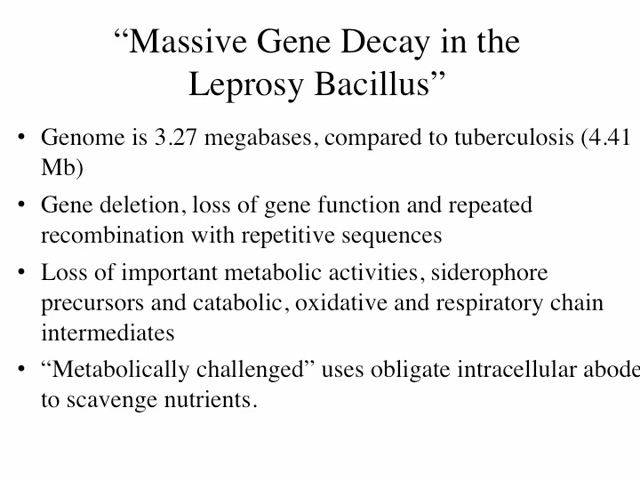 “Massive Gene Decay in the
Leprosy Bacillus”
• Genome is 3.27 megabases, compared to tuberculosis (4.41
Mb)
• Gene deletion, loss of gene function and repeated
recombination with repetitive sequences
• Loss of important metabolic activities, siderophore
precursors and catabolic, oxidative and respiratory chain
intermediates
• “Metabolically challenged” uses obligate intracellular abode
to scavenge nutrients.